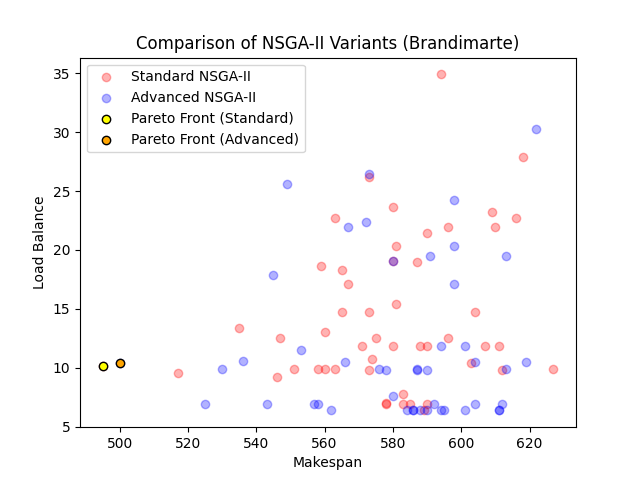 Comparison of NSGA-II Variants (Brandimarte)
Standard NSGA-II
Advanced NSGA-II
Pareto Front (Standard)
Pareto Front (Advanced)
Load Balance
35
30
25
20
15
10
5
500 520 540 560 580 600 620
Makespan